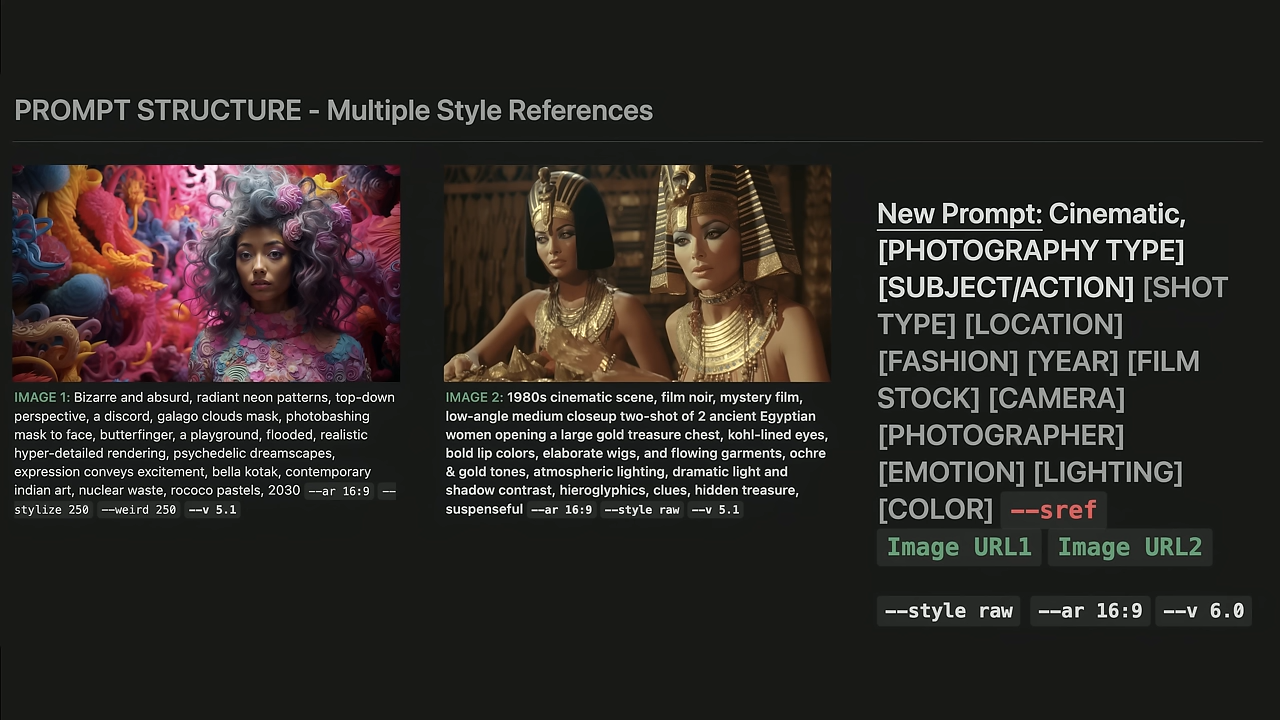 PROMPT STRUCTURE - Multiple Style References
IMAGE 1: Bizarre and absurd, radiant neon patterns, top-down
perspective, a discord, galago clouds mask, photobashing
mask to face, butterfinger, a playground, flooded, realistic
hyper-detailed rendering, psychedelic dreamscapes,
expression conveys excitement, bella kotak, contemporary
indian art, nuclear waste, rococo pastels, 2030 --ar 16:9 --
stylize 250 --weird 250 --v 5.1
IMAGE 2: 1980s cinematic scene, film noir, mystery film,
low-angle medium closeup two-shot of 2 ancient Egyptian
women opening a large gold treasure chest, kohl-lined eyes,
bold lip colors, elaborate wigs, and flowing garments, ochre
& gold tones, atmospheric lighting, dramatic light and
shadow contrast, hieroglyphics, clues, hidden treasure,
suspenseful --ar 16:9 --style raw --v 5.1
New Prompt: Cinematic,
[PHOTOGRAPHY TYPE]
[SUBJECT/ACTION] [SHOT
TYPE] [LOCATION]
[FASHION] [YEAR] [FILM
STOCK] [CAMERA]
[PHOTOGRAPHER]
[EMOTION] [LIGHTING]
[COLOR] --sref
Image URL1 Image URL2
--style raw --ar 16:9 --v 6.0